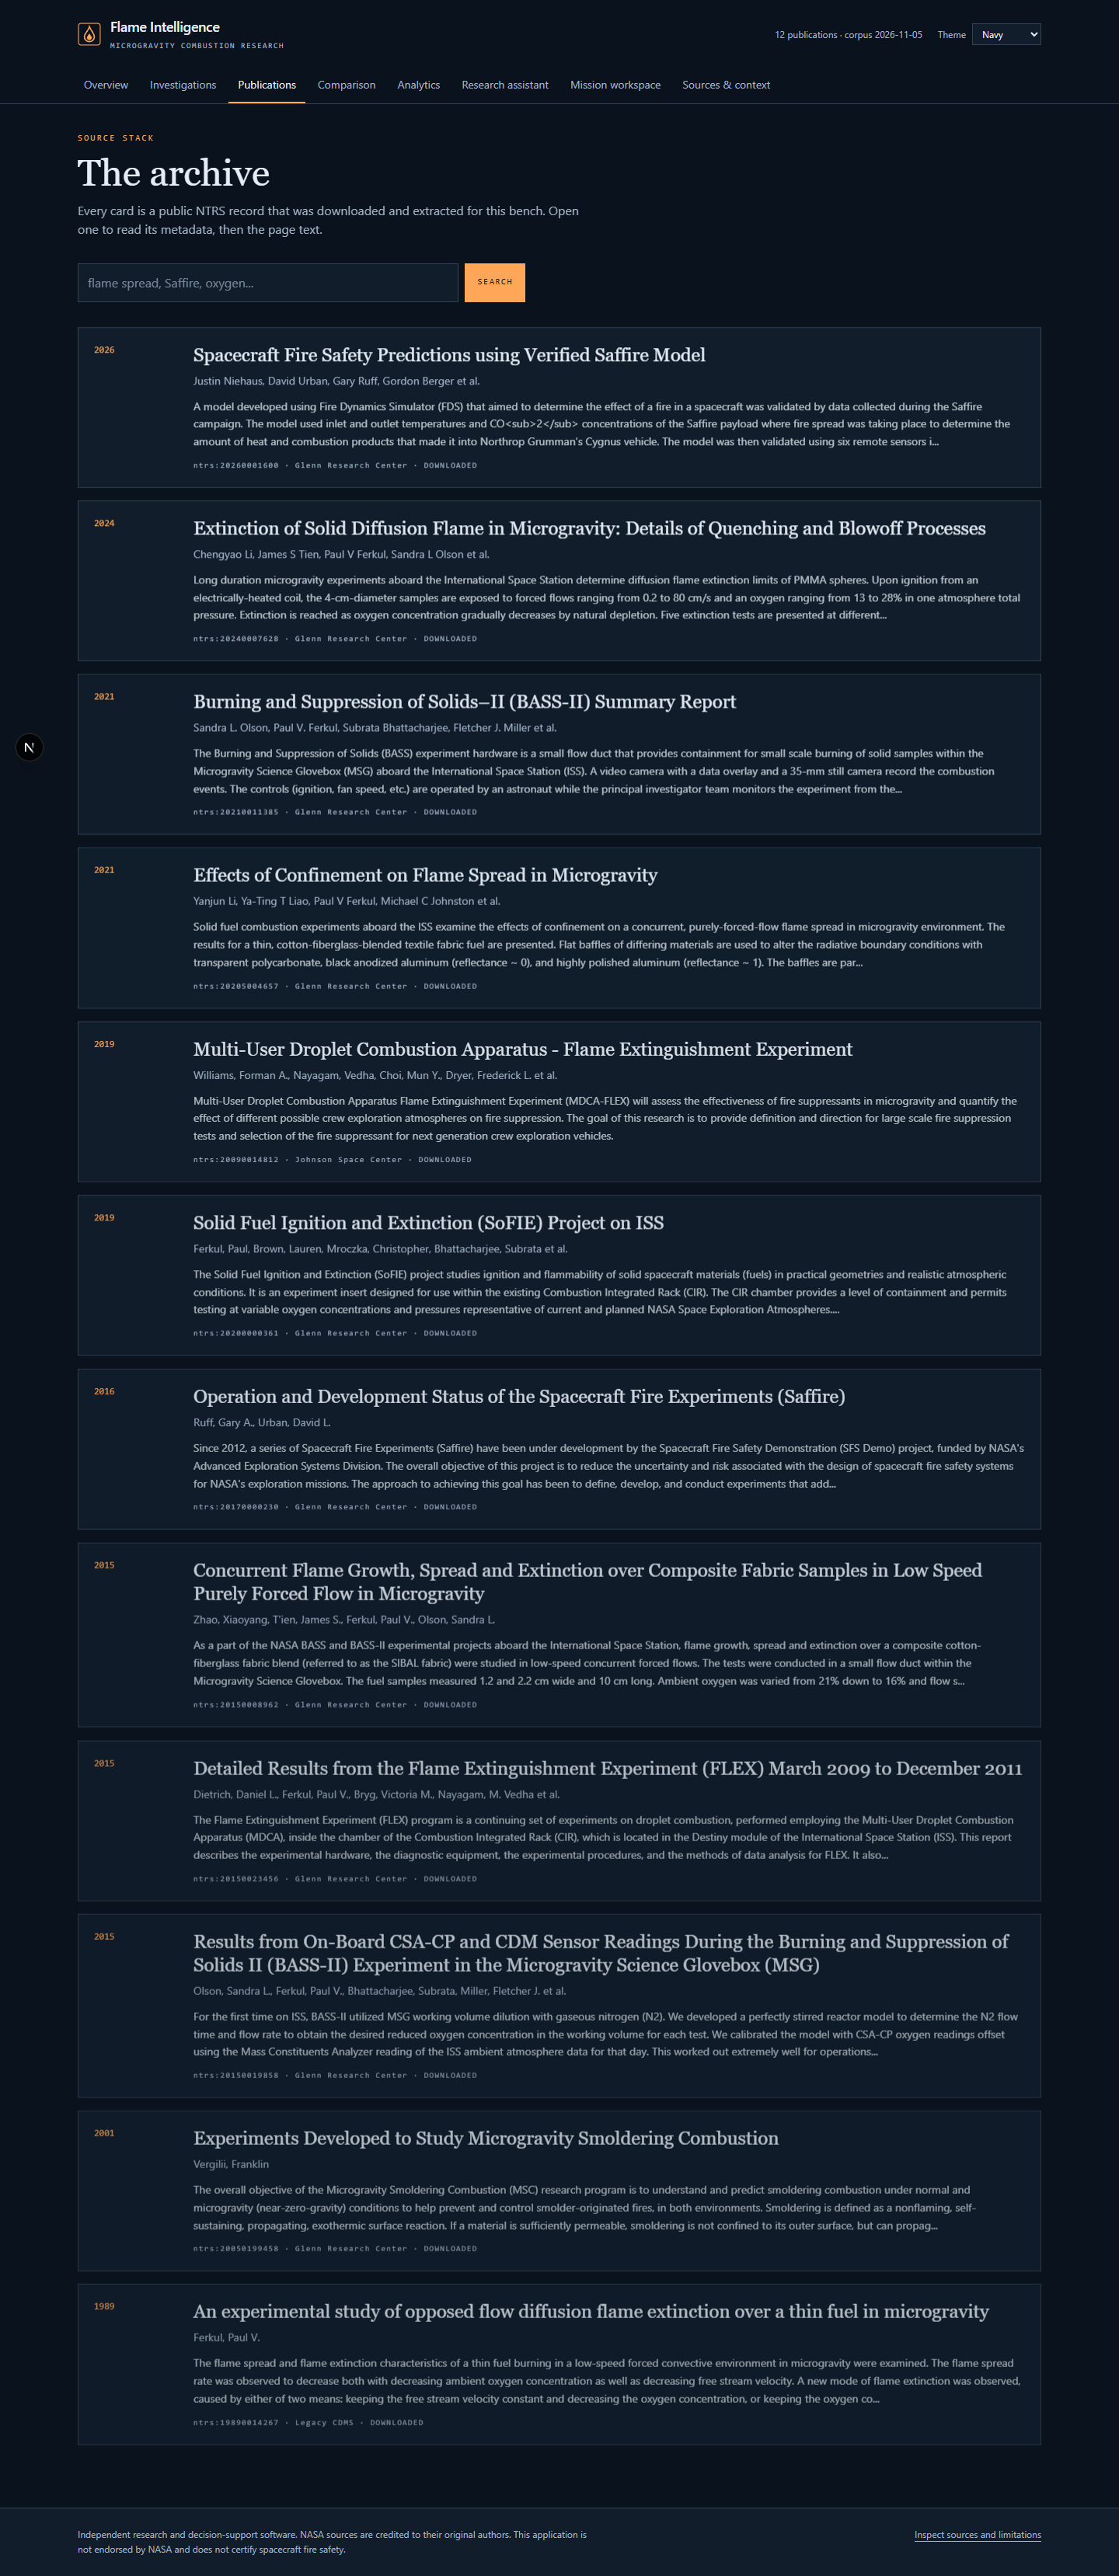 Flame Intelligence
MICROGRAVITY COMBUSTION RESEARCH
12 publications · corpus 2026-11-05
Theme
Navy
Overview
Investigations
Publications
Comparison
Analytics
Research assistant
Mission workspace
Sources & context
SOURCE STACK
The archive
Every card is a public NTRS record that was downloaded and extracted for this bench. Open
one to read its metadata, then the page text.
flame spread, Saffire, oxygen...
SEARCH
2026
Spacecraft Fire Safety Predictions using Verified Saffire Model
Justin Niehaus, David Urban, Gary Ruff, Gordon Berger et al.
A model developed using Fire Dynamics Simulator (FDS) that aimed to determine the effect of a fire in a spacecraft was validated by data collected during the Saffire
campaign. The model used inlet and outlet temperatures and CO<sub>2</sub> concentrations of the Saffire payload where fire spread was taking place to determine the
amount of heat and combustion products that made it into Northrop Grumman's Cygnus vehicle. The model was then validated using six remote sensors i...
ntrs:20260001600 · Glenn Research Center · DOWNLOADED
2024
Extinction of Solid Diffusion Flame in Microgravity: Details of Quenching and Blowoff Processes
Chengyao Li, James S Tien, Paul V Ferkul, Sandra L Olson et al.
Long duration microgravity experiments aboard the International Space Station determine diffusion flame extinction limits of PMMA spheres. Upon ignition from an
electrically-heated coil, the 4-cm-diameter samples are exposed to forced flows ranging from 0.2 to 80 cm/s and an oxygen ranging from 13 to 28% in one atmosphere total
pressure. Extinction is reached as oxygen concentration gradually decreases by natural depletion. Five extinction tests are presented at different...
ntrs:20240007628 · Glenn Research Center · DOWNLOADED
2021
Burning and Suppression of Solids–II (BASS-II) Summary Report
Sandra L. Olson, Paul V. Ferkul, Subrata Bhattacharjee, Fletcher J. Miller et al.
The Burning and Suppression of Solids (BASS) experiment hardware is a small flow duct that provides containment for small scale burning of solid samples within the
Microgravity Science Glovebox (MSG) aboard the International Space Station (ISS). A video camera with a data overlay and a 35-mm still camera record the combustion
events. The controls (ignition, fan speed, etc.) are operated by an astronaut while the principal investigator team monitors the experiment from the...
ntrs:20210011385 · Glenn Research Center · DOWNLOADED
2021
Effects of Confinement on Flame Spread in Microgravity
Yanjun Li, Ya-Ting T Liao, Paul V Ferkul, Michael C Johnston et al.
Solid fuel combustion experiments aboard the ISS examine the effects of confinement on a concurrent, purely-forced-flow flame spread in microgravity environment. The
results for a thin, cotton-fiberglass-blended textile fabric fuel are presented. Flat baffles of differing materials are used to alter the radiative boundary conditions with
transparent polycarbonate, black anodized aluminum (reflectance ~ 0), and highly polished aluminum (reflectance ~ 1). The baffles are par...
ntrs:20205004657 · Glenn Research Center · DOWNLOADED
2019
Multi-User Droplet Combustion Apparatus - Flame Extinguishment Experiment
Williams, Forman A., Nayagam, Vedha, Choi, Mun Y., Dryer, Frederick L. et al.
Multi-User Droplet Combustion Apparatus Flame Extinguishment Experiment (MDCA-FLEX) will assess the effectiveness of fire suppressants in microgravity and quantify the
effect of different possible crew exploration atmospheres on fire suppression. The goal of this research is to provide definition and direction for large scale fire suppression
tests and selection of the fire suppressant for next generation crew exploration vehicles.
ntrs:20090014812 · Johnson Space Center · DOWNLOADED
2019
Solid Fuel Ignition and Extinction (SoFIE) Project on ISS
Ferkul, Paul, Brown, Lauren, Mroczka, Christopher, Bhattacharjee, Subrata et al.
The Solid Fuel Ignition and Extinction (SoFIE) project studies ignition and flammability of solid spacecraft materials (fuels) in practical geometries and realistic atmospheric
conditions. It is an experiment insert designed for use within the existing Combustion Integrated Rack (CIR). The CIR chamber provides a level of containment and permits
testing at variable oxygen concentrations and pressures representative of current and planned NASA Space Exploration Atmospheres....
ntrs:20200000361 · Glenn Research Center · DOWNLOADED
2016
Operation and Development Status of the Spacecraft Fire Experiments (Saffire)
Ruff, Gary A., Urban, David L.
Since 2012, a series of Spacecraft Fire Experiments (Saffire) have been under development by the Spacecraft Fire Safety Demonstration (SFS Demo) project, funded by NASA's
Advanced Exploration Systems Division. The overall objective of this project is to reduce the uncertainty and risk associated with the design of spacecraft fire safety systems
for NASA's exploration missions. The approach to achieving this goal has been to define, develop, and conduct experiments that add...
ntrs:20170000230 · Glenn Research Center · DOWNLOADED
2015
Concurrent Flame Growth, Spread and Extinction over Composite Fabric Samples in Low Speed
Purely Forced Flow in Microgravity
Zhao, Xiaoyang, T'ien, James S., Ferkul, Paul V., Olson, Sandra L.
As a part of the NASA BASS and BASS-II experimental projects aboard the International Space Station, flame growth, spread and extinction over a composite cotton-
fiberglass fabric blend (referred to as the SIBAL fabric) were studied in low-speed concurrent forced flows. The tests were conducted in a small flow duct within the
Microgravity Science Glovebox. The fuel samples measured 1.2 and 2.2 cm wide and 10 cm long. Ambient oxygen was varied from 21% down to 16% and flow s...
ntrs:20150008962 · Glenn Research Center · DOWNLOADED
2015
Detailed Results from the Flame Extinguishment Experiment (FLEX) March 2009 to December 2011
Dietrich, Daniel L., Ferkul, Paul V., Bryg, Victoria M., Nayagam, M. Vedha et al.
The Flame Extinguishment Experiment (FLEX) program is a continuing set of experiments on droplet combustion, performed employing the Multi-User Droplet Combustion
Apparatus (MDCA), inside the chamber of the Combustion Integrated Rack (CIR), which is located in the Destiny module of the International Space Station (ISS). This report
describes the experimental hardware, the diagnostic equipment, the experimental procedures, and the methods of data analysis for FLEX. It also...
ntrs:20150023456 · Glenn Research Center · DOWNLOADED
2015
Results from On-Board CSA-CP and CDM Sensor Readings During the Burning and Suppression of
Solids II (BASS-II) Experiment in the Microgravity Science Glovebox (MSG)
Olson, Sandra L., Ferkul, Paul V., Bhattacharjee, Subrata, Miller, Fletcher J. et al.
For the first time on ISS, BASS-II utilized MSG working volume dilution with gaseous nitrogen (N2). We developed a perfectly stirred reactor model to determine the N2 flow
time and flow rate to obtain the desired reduced oxygen concentration in the working volume for each test. We calibrated the model with CSA-CP oxygen readings offset
using the Mass Constituents Analyzer reading of the ISS ambient atmosphere data for that day. This worked out extremely well for operations...
ntrs:20150019858 · Glenn Research Center · DOWNLOADED
2001
Experiments Developed to Study Microgravity Smoldering Combustion
Vergilii, Franklin
The overall objective of the Microgravity Smoldering Combustion (MSC) research program is to understand and predict smoldering combustion under normal and
microgravity (near-zero-gravity) conditions to help prevent and control smolder-originated fires, in both environments. Smoldering is defined as a nonflaming, self-
sustaining, propagating, exothermic surface reaction. If a material is sufficiently permeable, smoldering is not confined to its outer surface, but can propag...
ntrs:20050199458 · Glenn Research Center · DOWNLOADED
1989
An experimental study of opposed flow diffusion flame extinction over a thin fuel in microgravity
Ferkul, Paul V.
The flame spread and flame extinction characteristics of a thin fuel burning in a low-speed forced convective environment in microgravity were examined. The flame spread
rate was observed to decrease both with decreasing ambient oxygen concentration as well as decreasing free stream velocity. A new mode of flame extinction was observed,
caused by either of two means: keeping the free stream velocity constant and decreasing the oxygen concentration, or keeping the oxygen co...
ntrs:19890014267 · Legacy CDMS · DOWNLOADED
Independent research and decision-support software. NASA sources are credited to their original authors. This application is
not endorsed by NASA and does not certify spacecraft fire safety.
Inspect sources and limitations